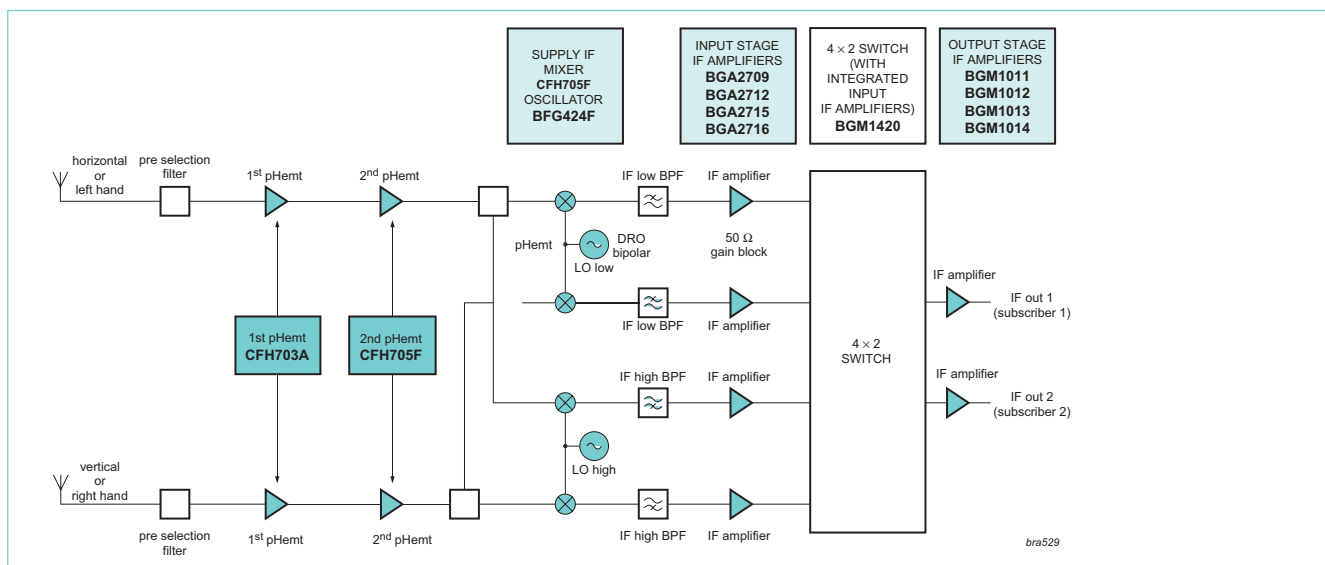 SUPPLY IF
MIXER
CFH705F
OSCILLATOR
BFG424F
INPUT STAGE
IF AMPLIFIERS
BGA2709
BGA2712
BGA2715
BGA2716
4 × 2 SWITCH
(WITH
INTEGRATED
INPUT
IF AMPLIFIERS)
BGM1420
OUTPUT STAGE
IF AMPLIFIERS
BGM1011
BGM1012
BGM1013
BGM1014
horizontal
or
left hand
pre selection
filter
1st pHemt
2nd pHemt
IF low BPF
IF amplifier
pHemt
DRO
bipolar
LO low
50 Ω
gain block
IF low BPF
IF amplifier
IF amplifier
IF out 1
(subscriber 1)
1st pHemt
CFH703A
2nd pHemt
CFH705F
4 × 2
SWITCH
IF high BPF
IF amplifier
IF amplifier
IF out 2
(subscriber 2)
LO high
vertical
or
right hand
pre selection
filter
1st pHemt
2nd pHemt
IF high BPF
IF amplifier
bra529